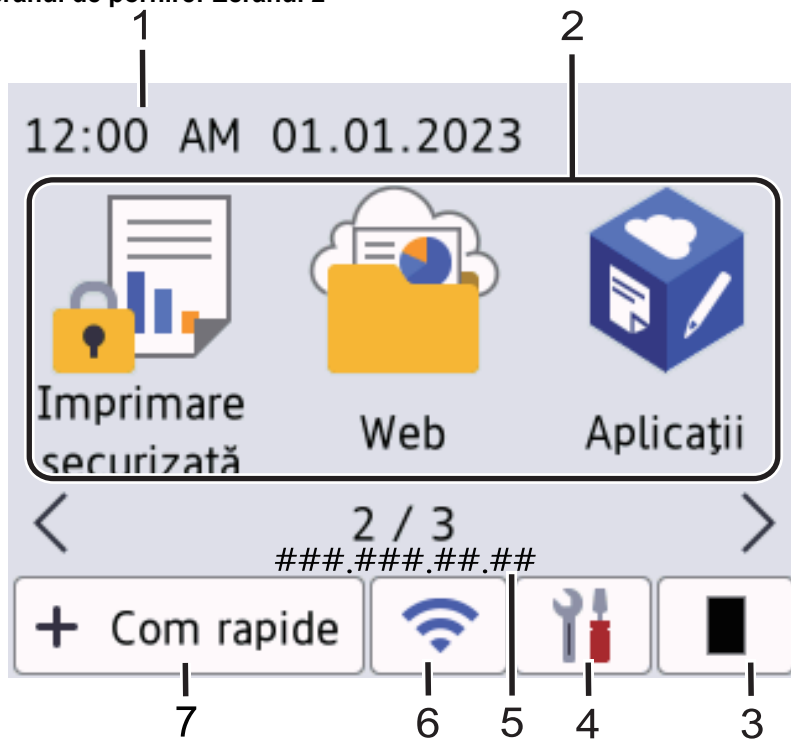 1 2
12:00 AM 01.01.2023
Imprimare
securizată
Web
Aplicații
2 / 3
###.###.##.##
+ Com rapide
7 6 5 4 3